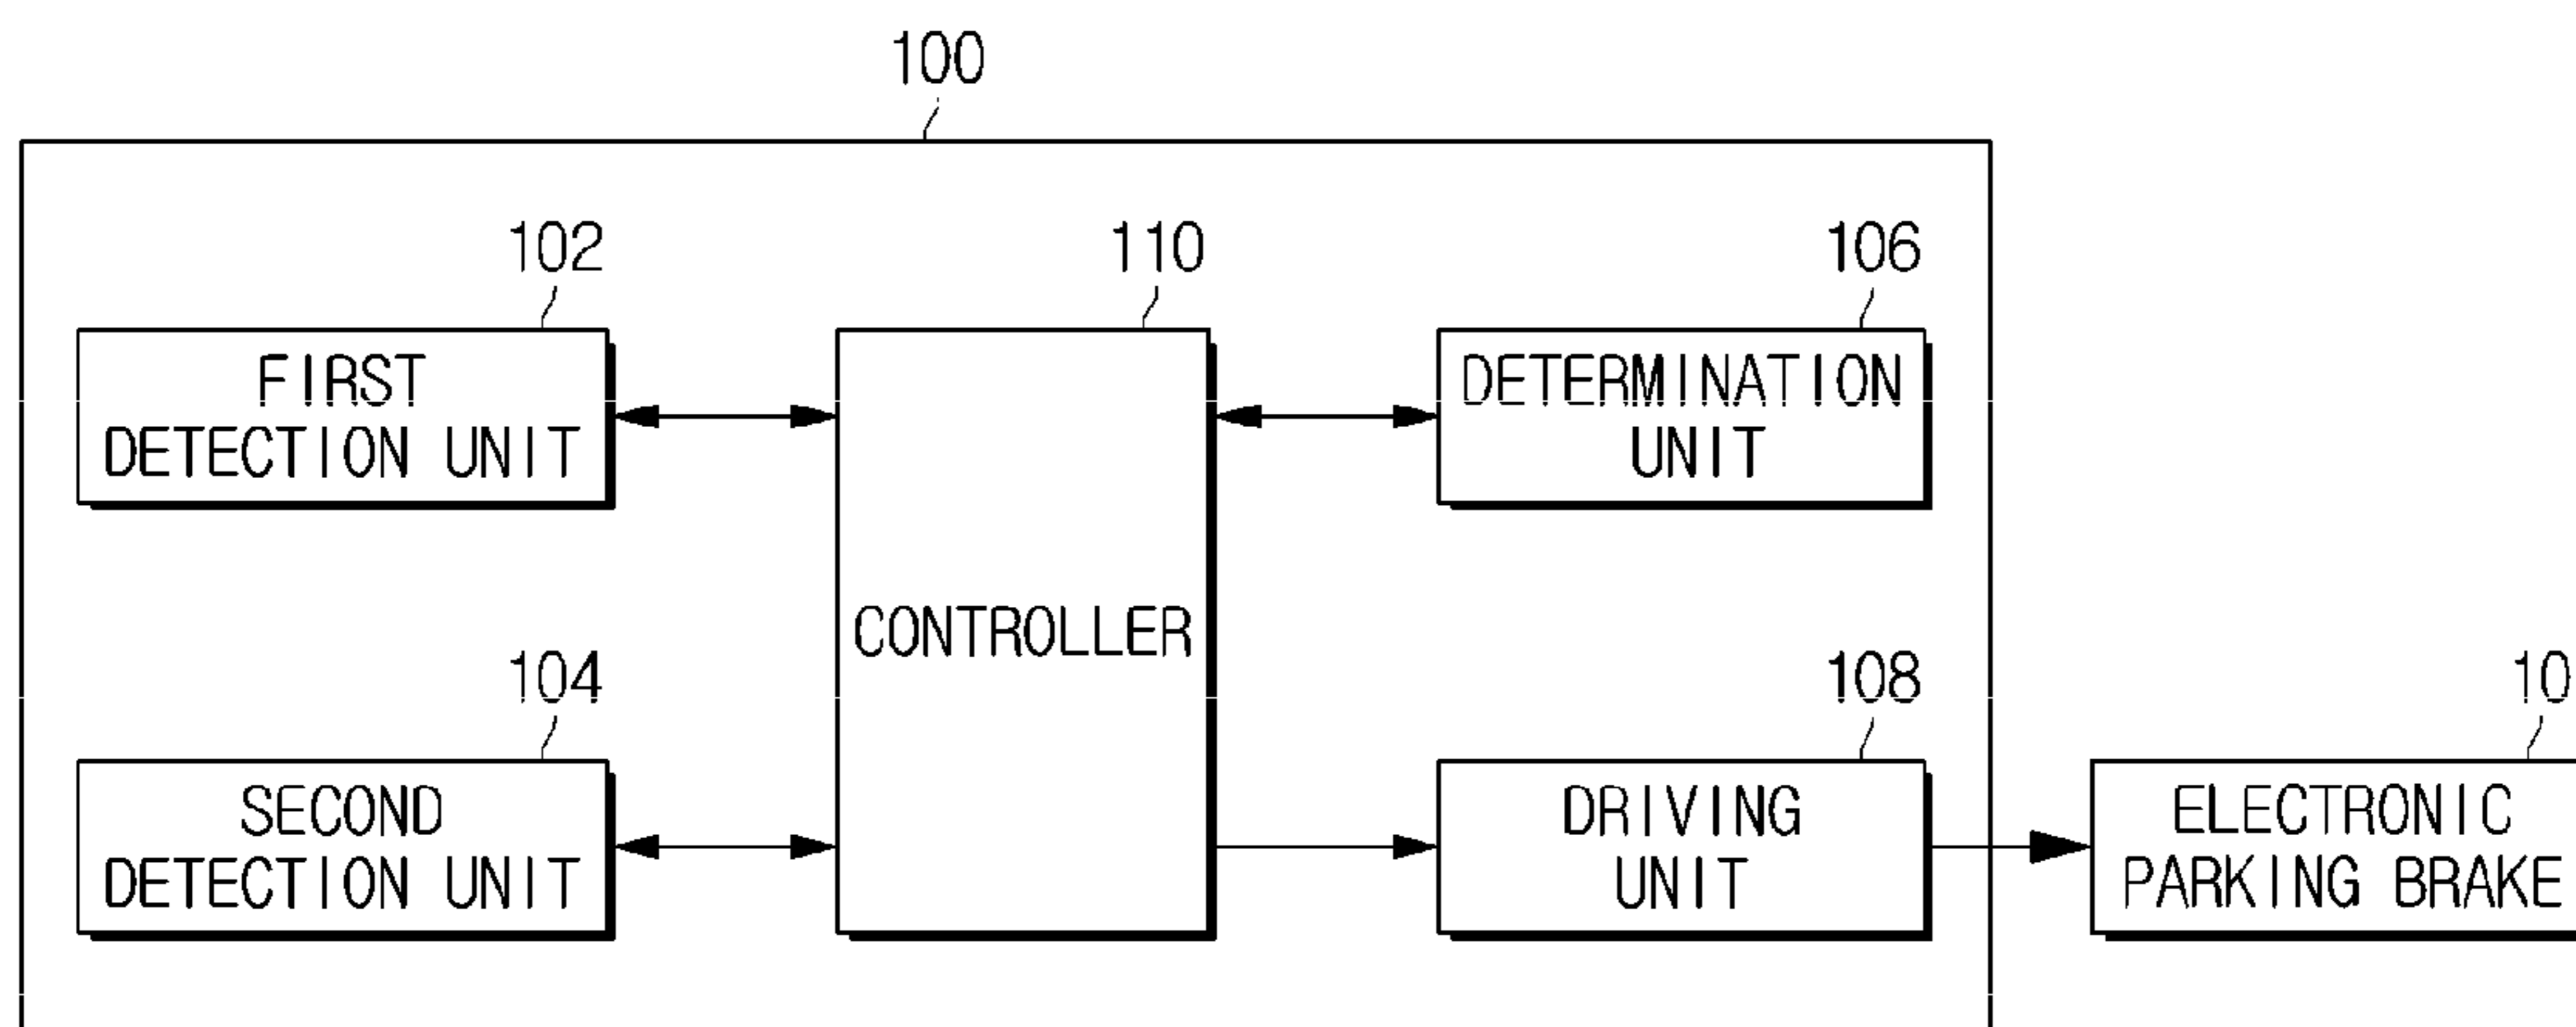 100
102
110
106
FIRST
DETECTION UNIT
DETERMINATION
UNIT
CONTROLLER
104
108
10
SECOND
DETECTION UNIT
DRIVING
UNIT
ELECTRONIC
PARKING BRAKE